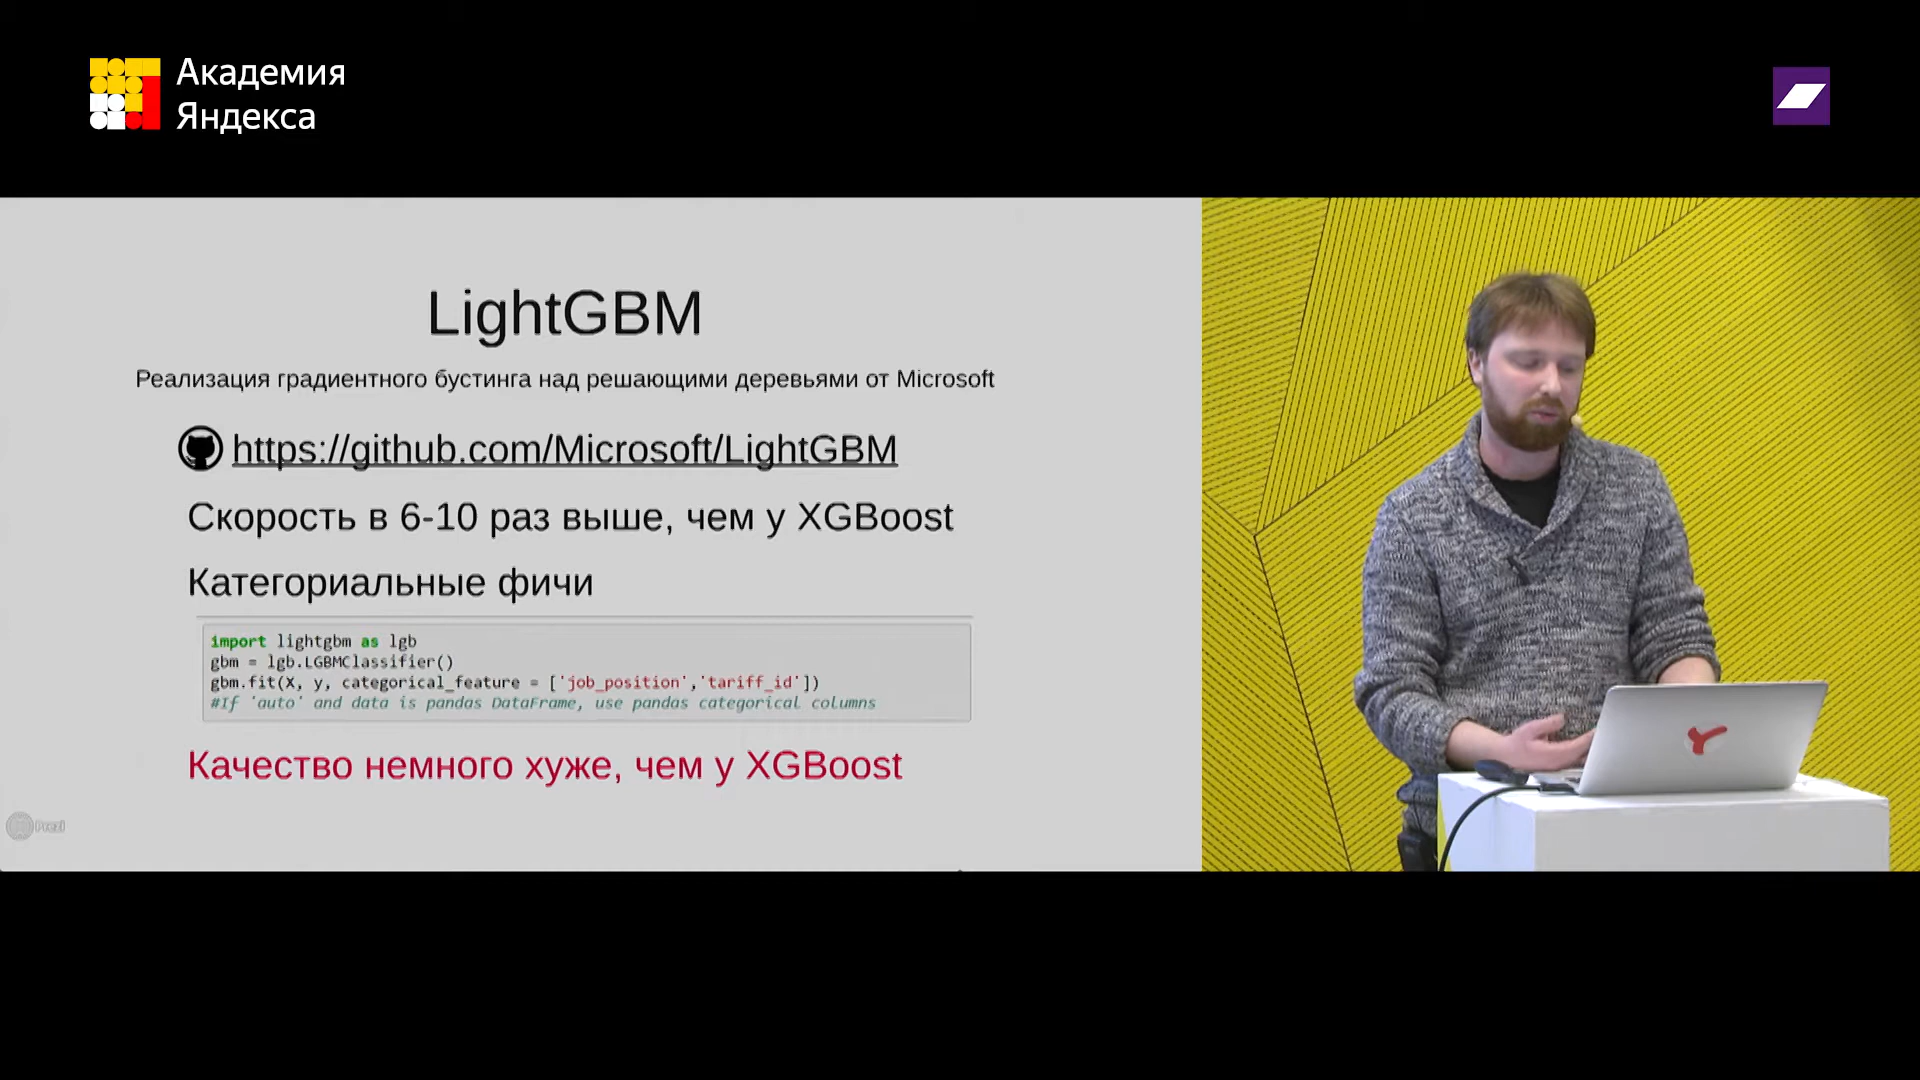 Академия
Яндекса
LightGBM
Реализация градиентного бустинга над решающими деревьями от Microsoft
https://github.com/Microsoft/LightGBM
Скорость в 6-10 раз выше, чем у XGBoost
Категориальные фичи
import lightgbm as lgb
gbm = lgb.LGBMClassifier()
gbm.fit(X, y, categorical_feature = ['job_position','tariff_id'])
#If 'auto' and data is pandas DataFrame, use pandas categorical columns
Качество немного хуже, чем у XGBoost
Prezi